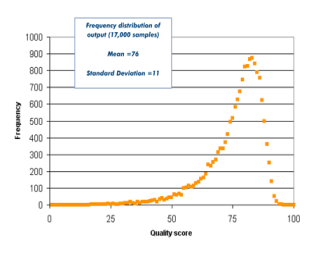 Frequency distribution of
output (17,000 samples)
Mean =76
Standard Deviation =11
1000
900
800
700
600
500
400
300
200
100
0
Frequency
0
25
50
75
100
Quality score